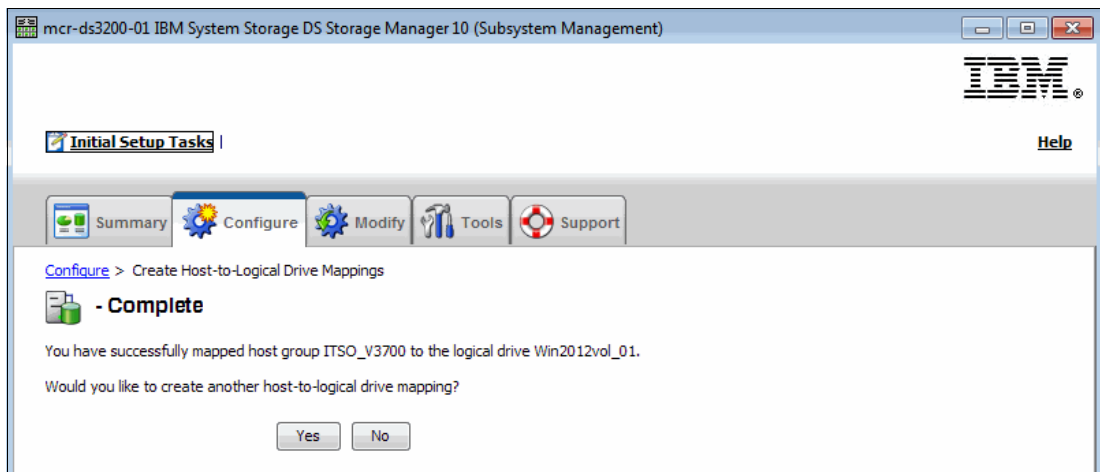 mcr-ds3200-01 IBM System Storage DS Storage Manager 10 (Subsystem Management)
IBM®
Initial Setup Tasks |
Help
Summary
Configure
Modify
Tools
Support
Configure > Create Host-to-Logical Drive Mappings
- Complete
You have successfully mapped host group ITSO_V3700 to the logical drive Win2012vol_01.
Would you like to create another host-to-logical drive mapping?
Yes
No